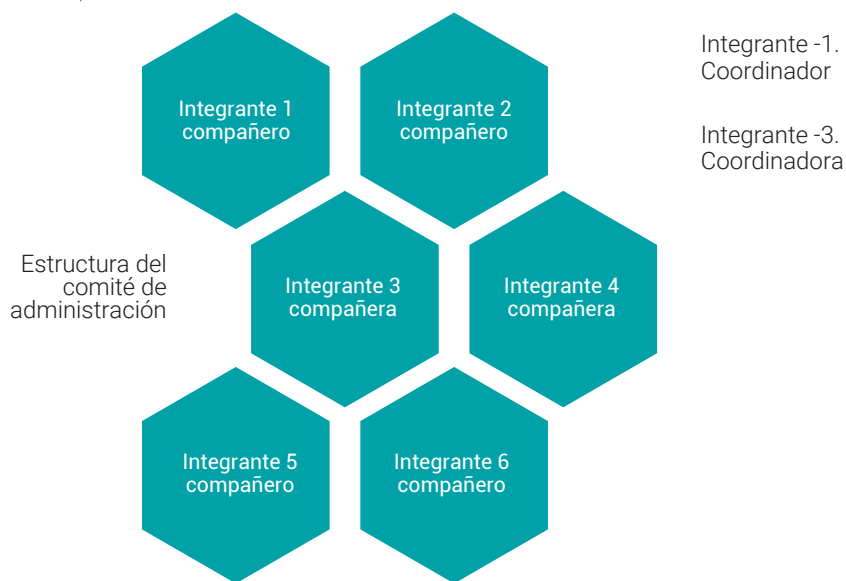 Integrante 1
compañero
Integrante 2
compañero
Integrante -1.
Coordinador
Integrante -3.
Coordinadora
Estructura del
comité de
administración
Integrante 3
compañera
Integrante 4
compañera
Integrante 5
compañero
Integrante 6
compañero